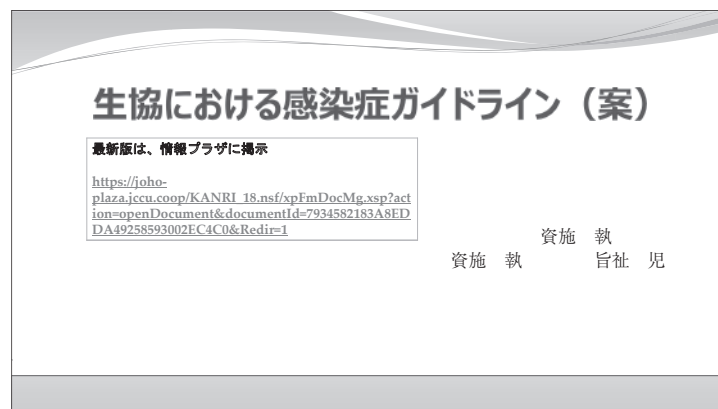 生協における感染症ガイドライン（案）
最新版は、情報プラザに掲示
https://joho-
plaza.jccu.coop/KANRI_18.nsf/xpFmDocMg.xsp?act
ion=openDocument&documentId=7934582183A8ED
DA49258593002EC4C0&Redir=1
資施　執
資施　執　　　旨祉　児